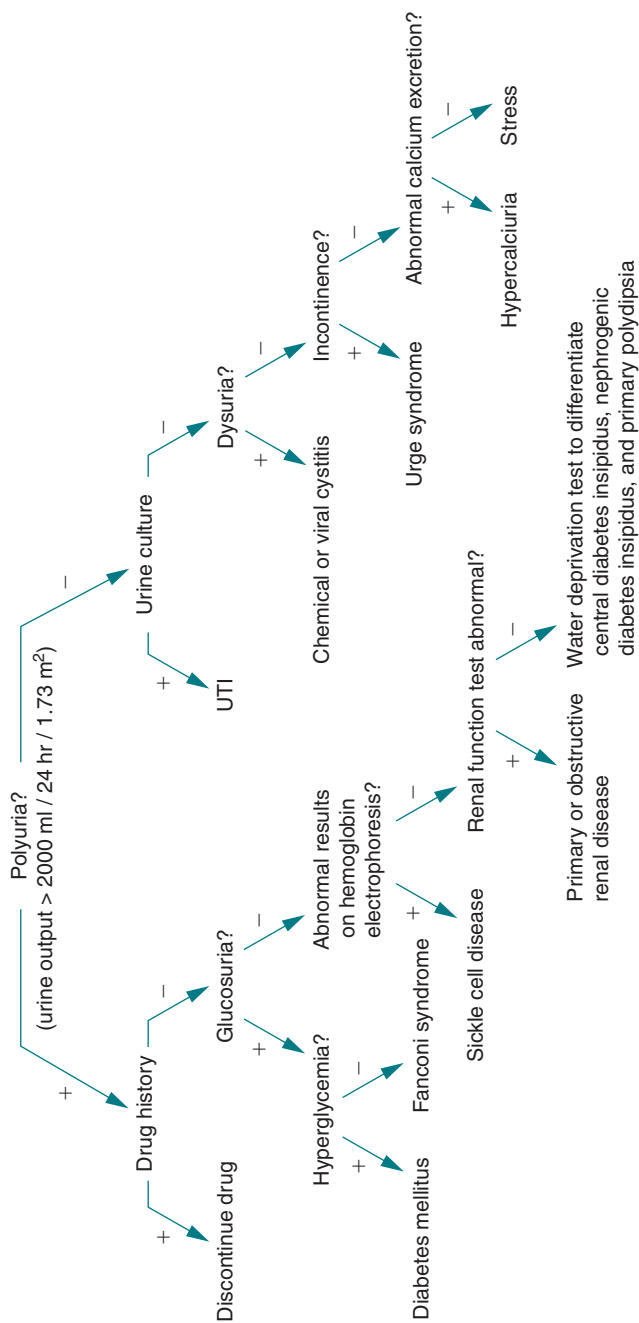 Polyuria?
(urine output > 2000 ml / 24 hr / 1.73 m²)
+
−
Drug history
Urine culture
+
−
+
−
Discontinue drug
Glucosuria?
UTI
Dysuria?
+
−
+
−
Hyperglycemia?
Abnormal results
on hemoglobin
electrophoresis?
Chemical or viral cystitis
Incontinence?
+
−
+
−
+
−
Diabetes mellitus
Fanconi syndrome
Sickle cell disease
Renal function test abnormal?
Urge syndrome
Abnormal calcium excretion?
+
−
+
−
Primary or obstructive
renal disease
Water deprivation test to differentiate
central diabetes insipidus, nephrogenic
diabetes insipidus, and primary polydipsia
Hypercalciuria
Stress